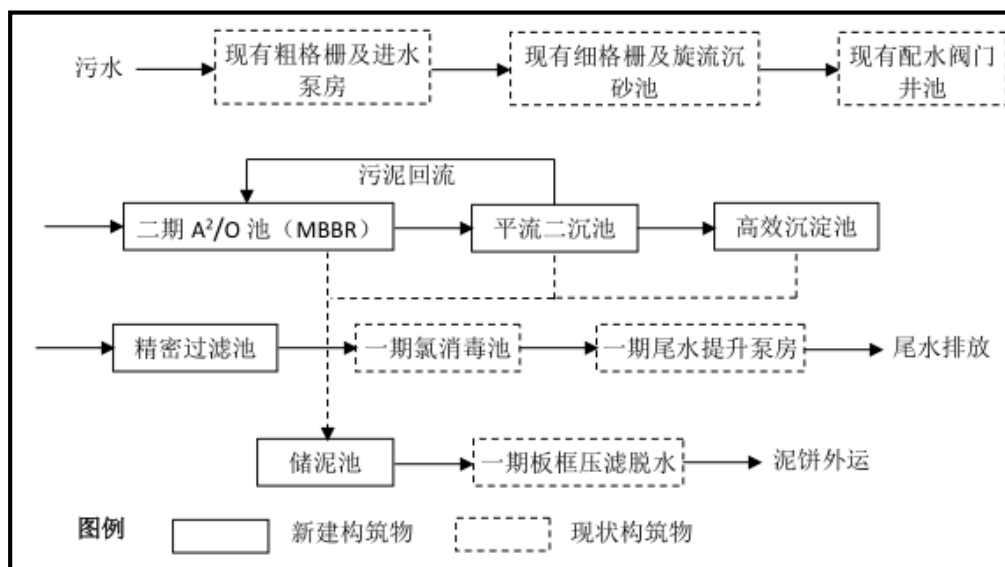 污水
现有粗格栅及进水
泵房
现有细格栅及旋流沉
砂池
现有配水阀门
井池
污泥回流
二期 A²/O 池（MBBR）
平流二沉池
高效沉淀池
精密过滤池
一期氯消毒池
一期尾水提升泵房
尾水排放
储泥池
一期板框压滤脱水
泥饼外运
图例
新建构筑物
现状构筑物